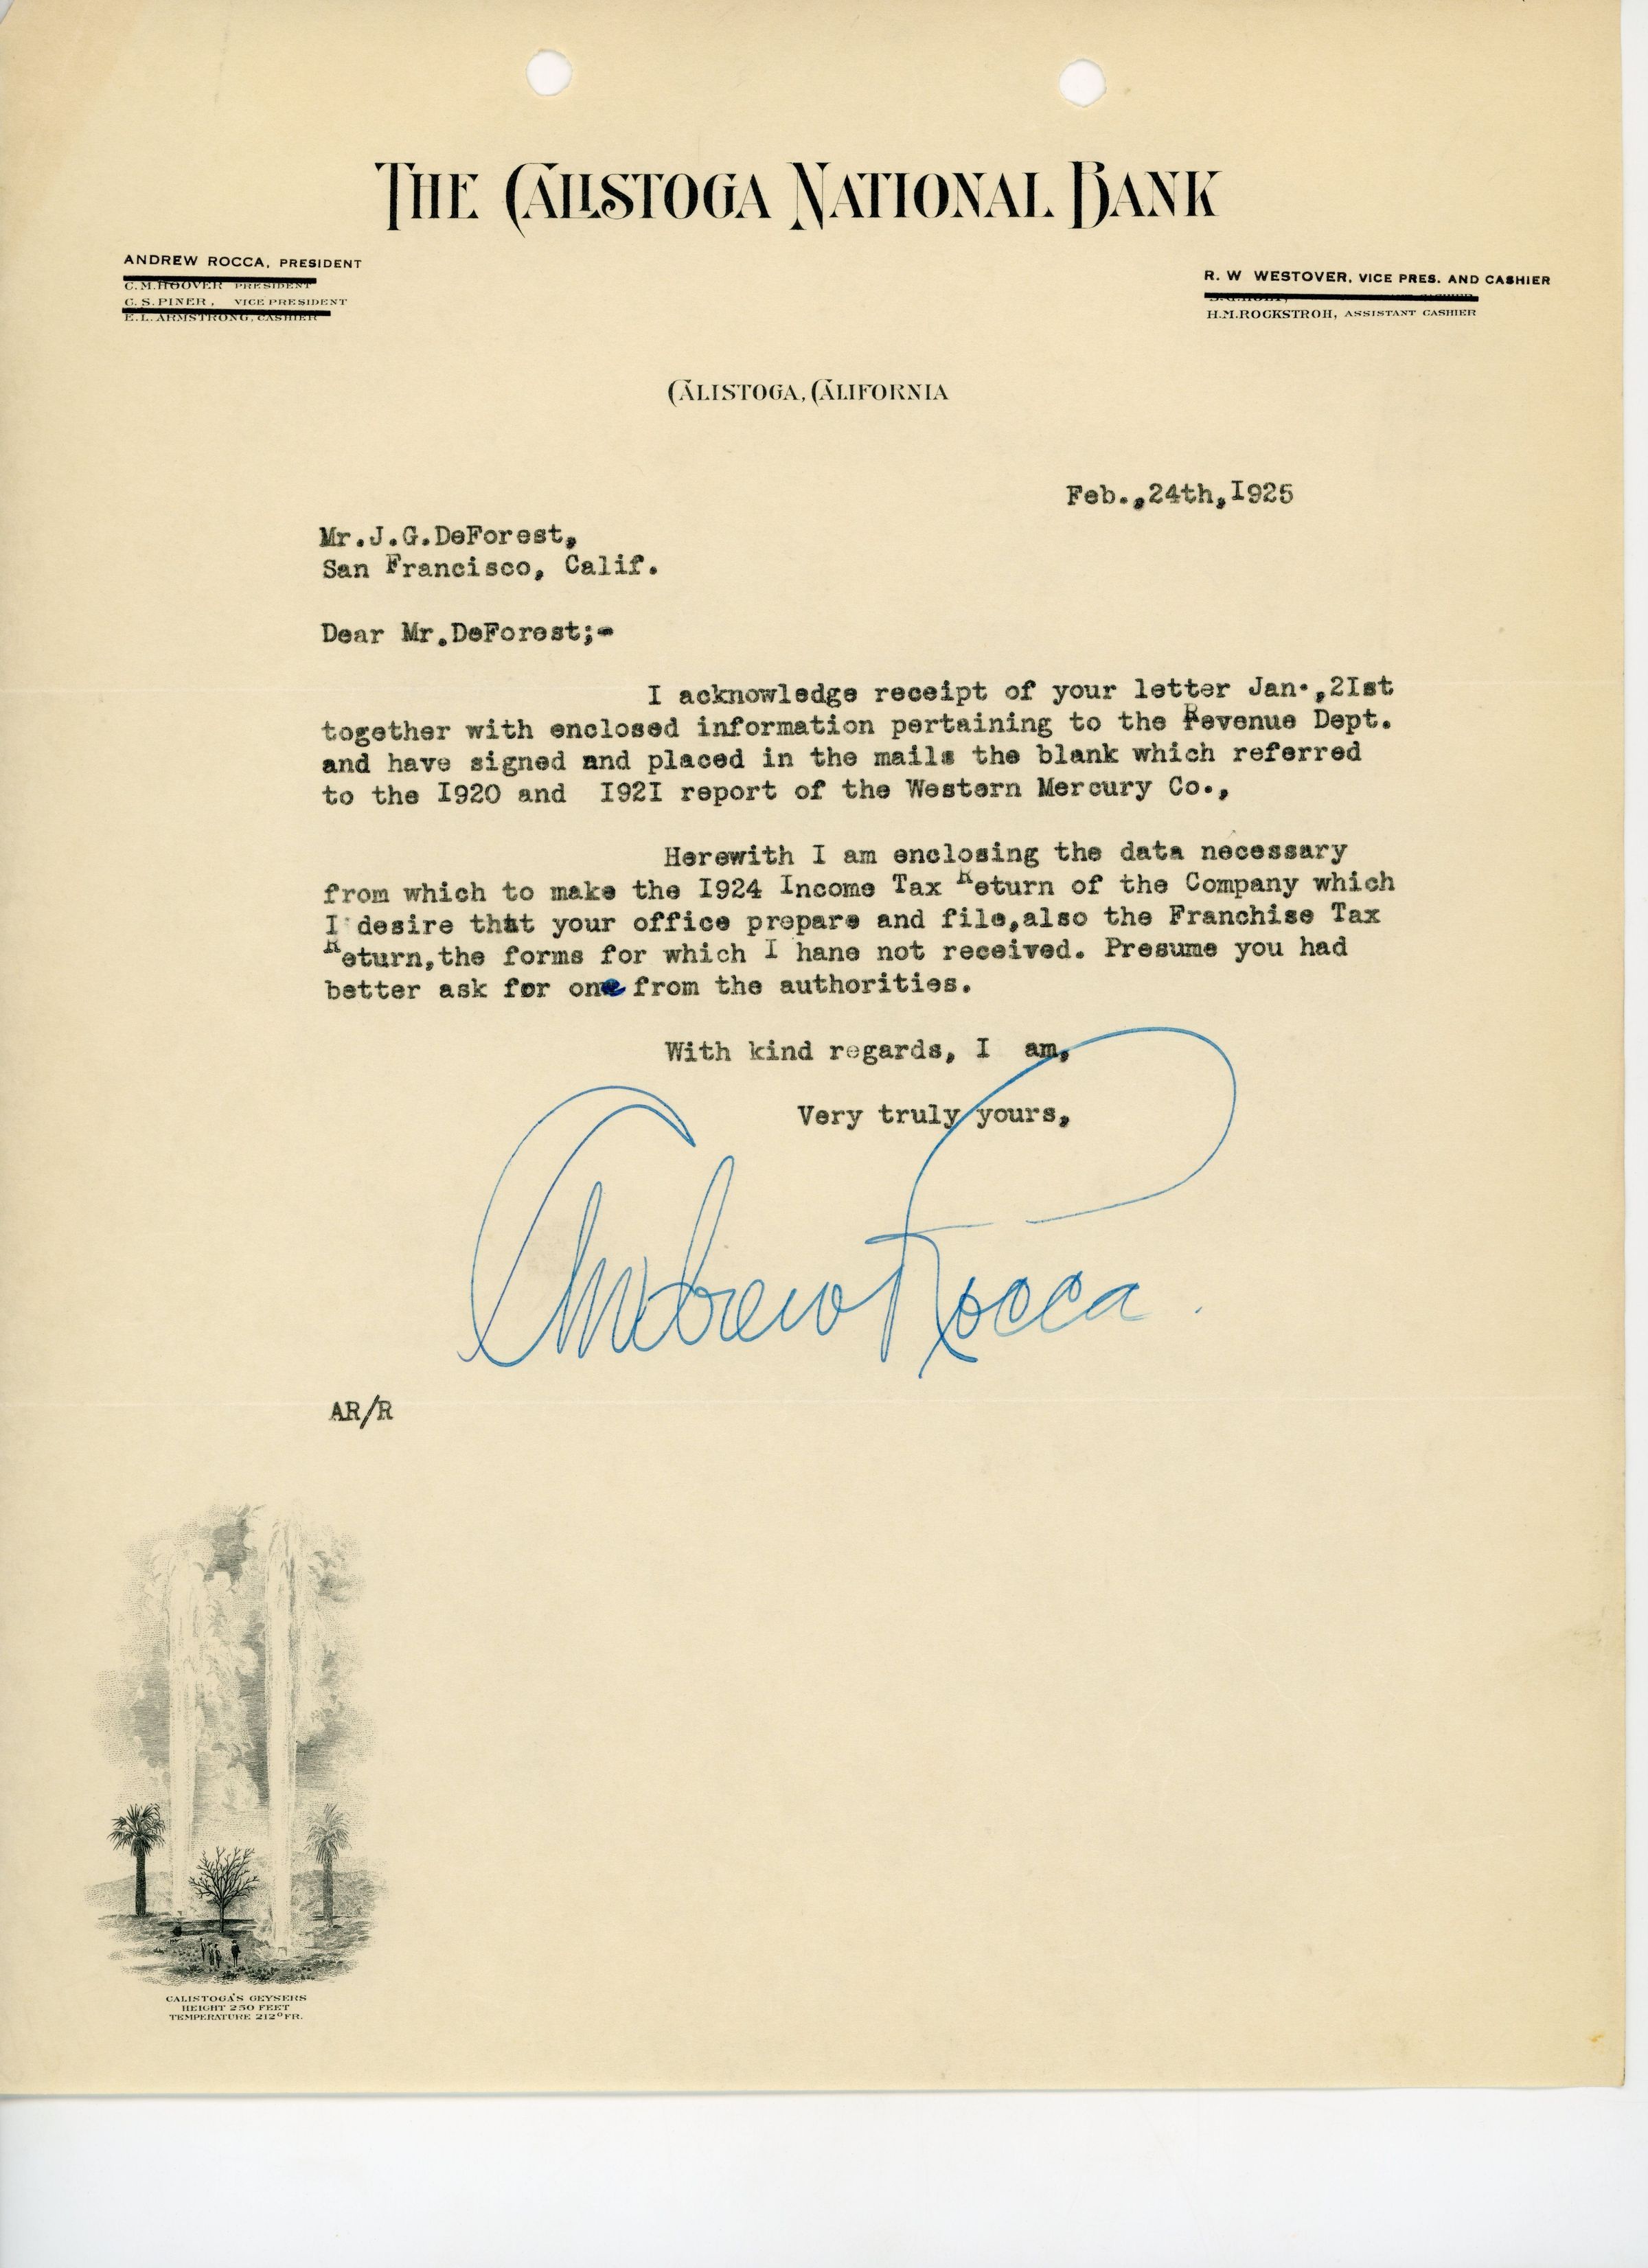 THE CALISTOGA NATIONAL BANK
ANDREW ROCCA, PRESIDENT
C.M.HOOVER PRESIDENT
C.S.PINER, VICE PRESIDENT
E.L.ARMSTRONG, CASHIER
R. W WESTOVER, VICE PRES. AND CASHIER
H.M.ROCKSTROH, ASSISTANT CASHIER
CALISTOGA, CALIFORNIA
Feb.,24th,I925
Mr.J.G.DeForest,
San Francisco, Calif.
Dear Mr.DeForest;-
I acknowledge receipt of your letter Jan.,2Ist
together with enclosed information pertaining to the Revenue Dept.
and have signed and placed in the mails the blank which referred
to the I920 and I92I report of the Western Mercury Co.,
Herewith I am enclosing the data necessary
from which to make the I924 Income Tax Return of the Company which
I desire that your office prepare and file,also the Franchise Tax
Return,the forms for which I hane not received. Presume you had
better ask for one from the authorities.
With kind regards, I am,
Very truly yours,
Andrew Rocca.
AR/R
CALISTOGA'S GEYSERS
HEIGHT 250 FEET
TEMPERATURE 212° FR.